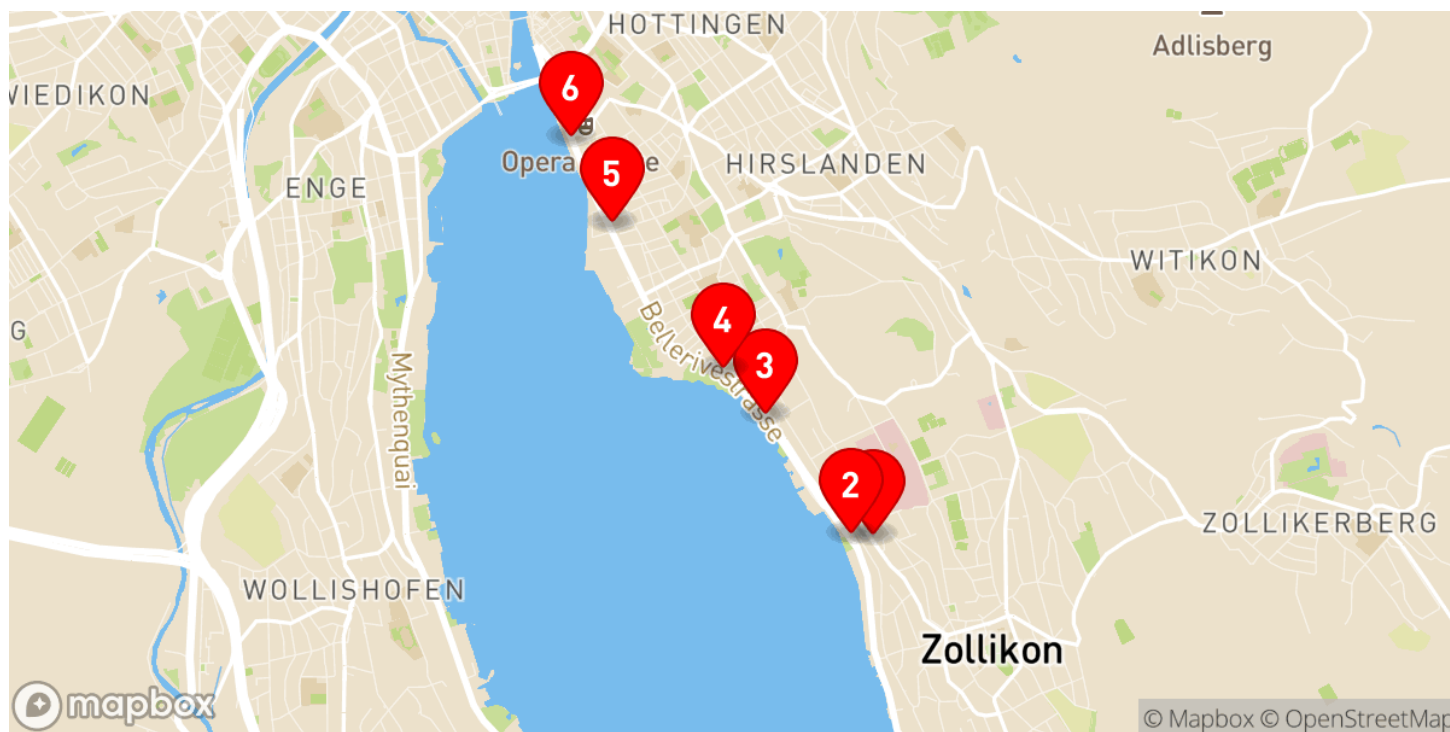 HOTTINGEN
Adlisberg
WIEDIKON
6
Opera
5
HIRSLANDEN
ENGE
WITIKON
4
Bellerivestrasse
3
Mythenquai
2
ZOLLIKERBERG
WOLLISHOFEN
Zollikon
mapbox
© Mapbox © OpenStreetMap